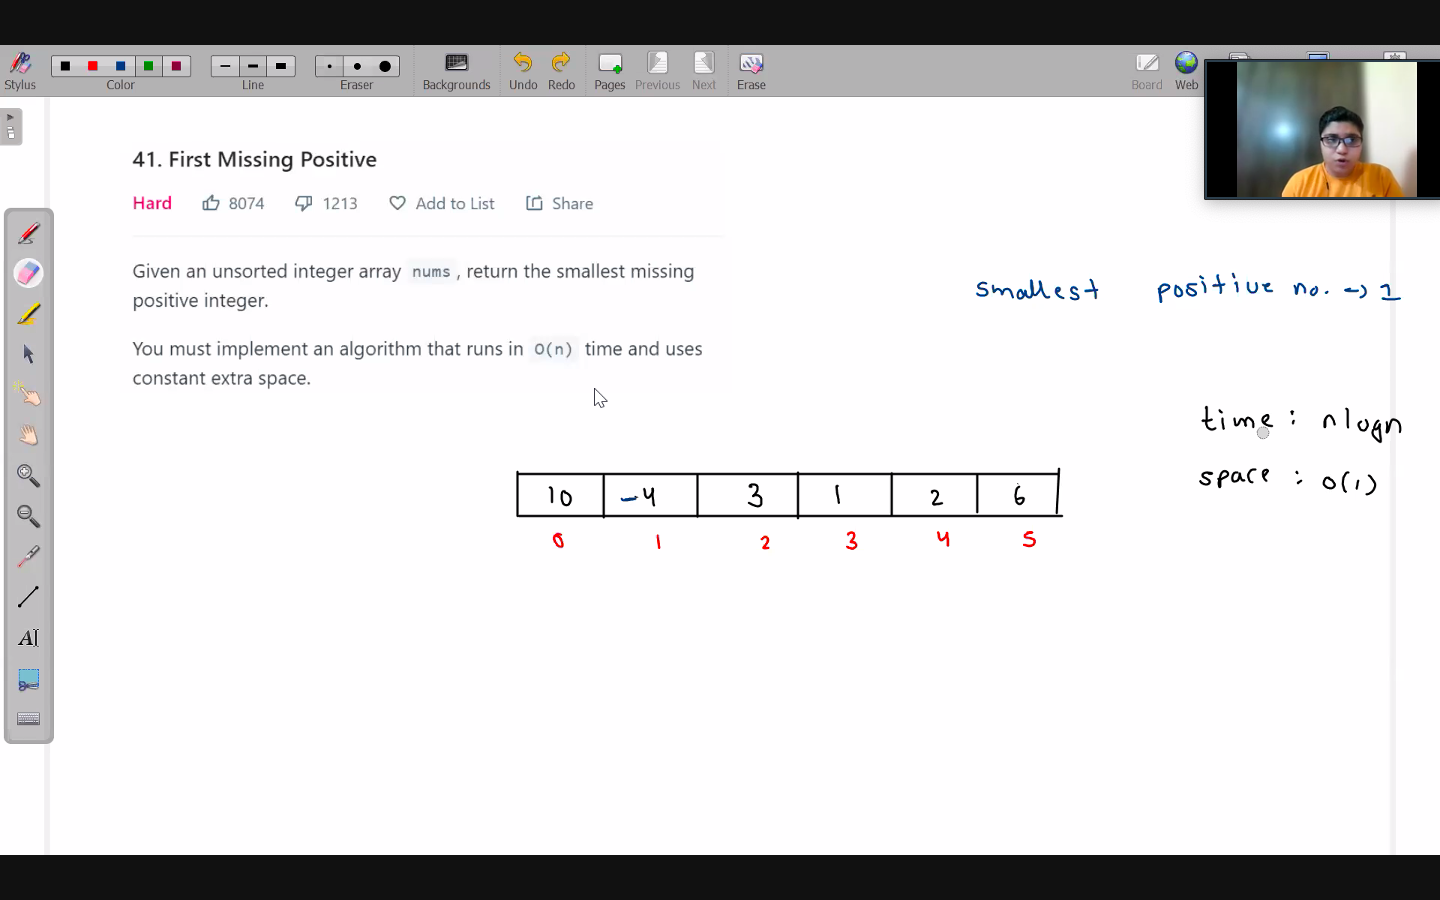 Stylus Color Line Eraser Backgrounds Undo Redo Pages Previous Next Erase Board Web
41. First Missing Positive
Hard 8074 1213 Add to List Share
Given an unsorted integer array nums, return the smallest missing
positive integer.
smallest positive no. -> 1
You must implement an algorithm that runs in O(n) time and uses
constant extra space.
time : nlogn
space : O(1)
10 -4 3 1 2 6
0 1 2 3 4 5
AI